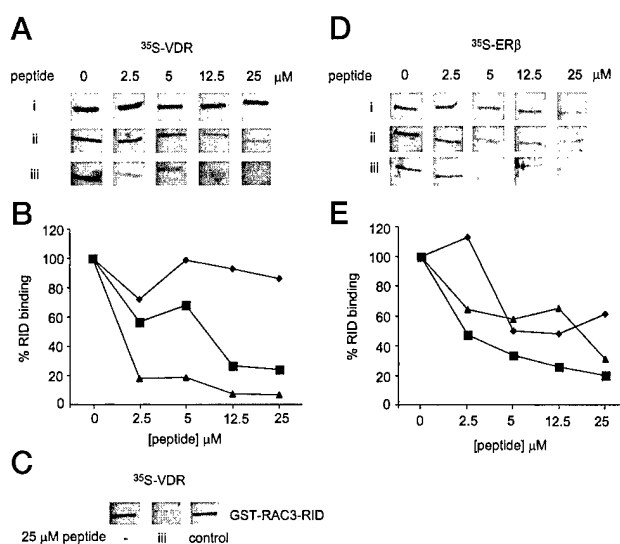 A
³⁵S-VDR
peptide 0 2.5 5 12.5 25 μM
i
ii
iii
B
120
100
80
60
40
20
0
% RID binding
0 2.5 5 12.5 25
[peptide] μM
C
³⁵S-VDR
GST-RAC3-RID
25 μM peptide - iii control
D
³⁵S-ERβ
peptide 0 2.5 5 12.5 25 μM
i
ii
iii
E
120
100
80
60
40
20
0
% RID binding
0 2.5 5 12.5 25
[peptide] μM